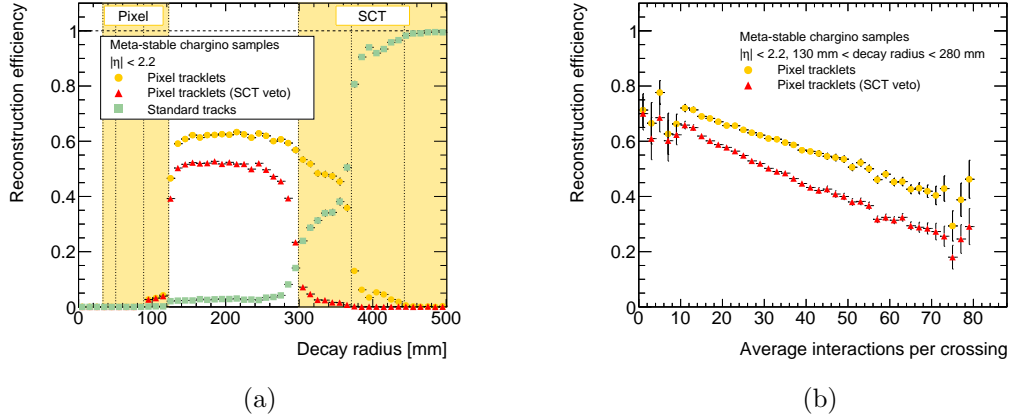 Pixel
SCT
Reconstruction efficiency
1
0.8
0.6
0.4
0.2
0
Meta-stable chargino samples
|η| < 2.2
Pixel tracklets
Pixel tracklets (SCT veto)
Standard tracks
0 100 200 300 400 500
Decay radius [mm]
(a)
Reconstruction efficiency
1
0.8
0.6
0.4
0.2
0
Meta-stable chargino samples
|η| < 2.2, 130 mm < decay radius < 280 mm
Pixel tracklets
Pixel tracklets (SCT veto)
0 10 20 30 40 50 60 70 80
Average interactions per crossing
(b)